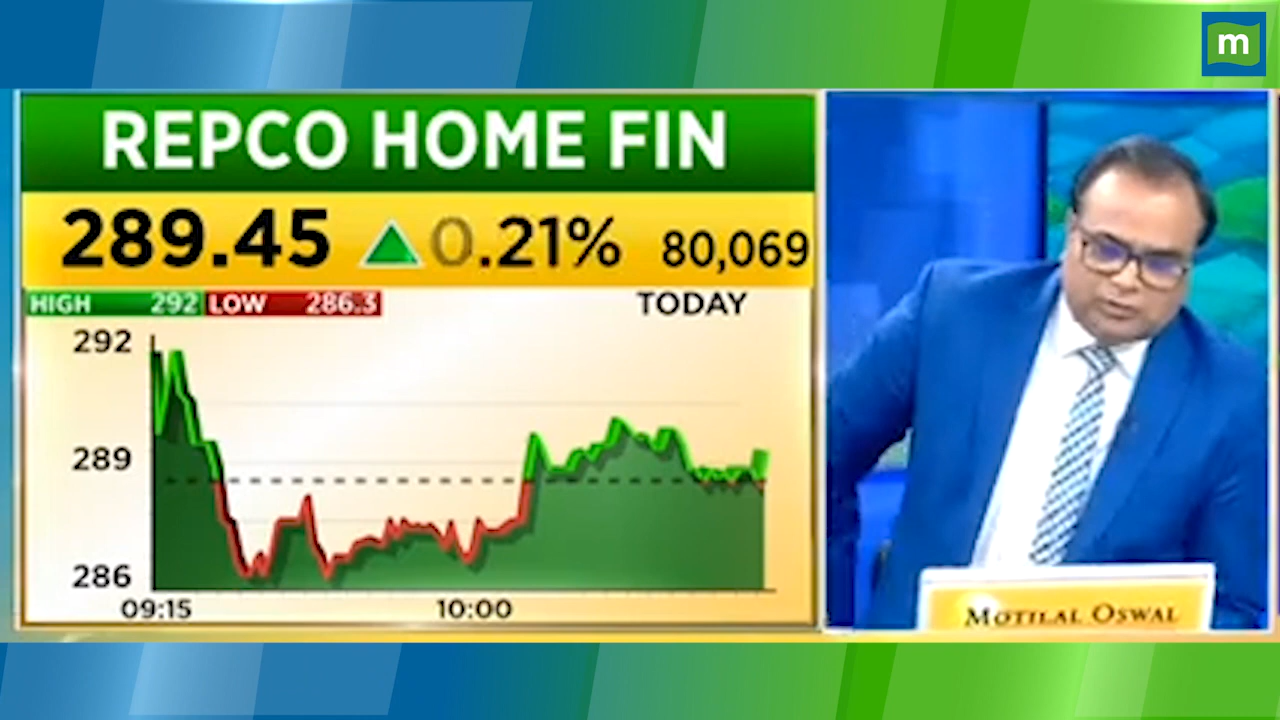 m
REPCO HOME FIN
289.45 ▲ 0.21% 80,069
HIGH 292 LOW 286.3 TODAY
292
289
286
09:15 10:00
MOTILAL OSWAL